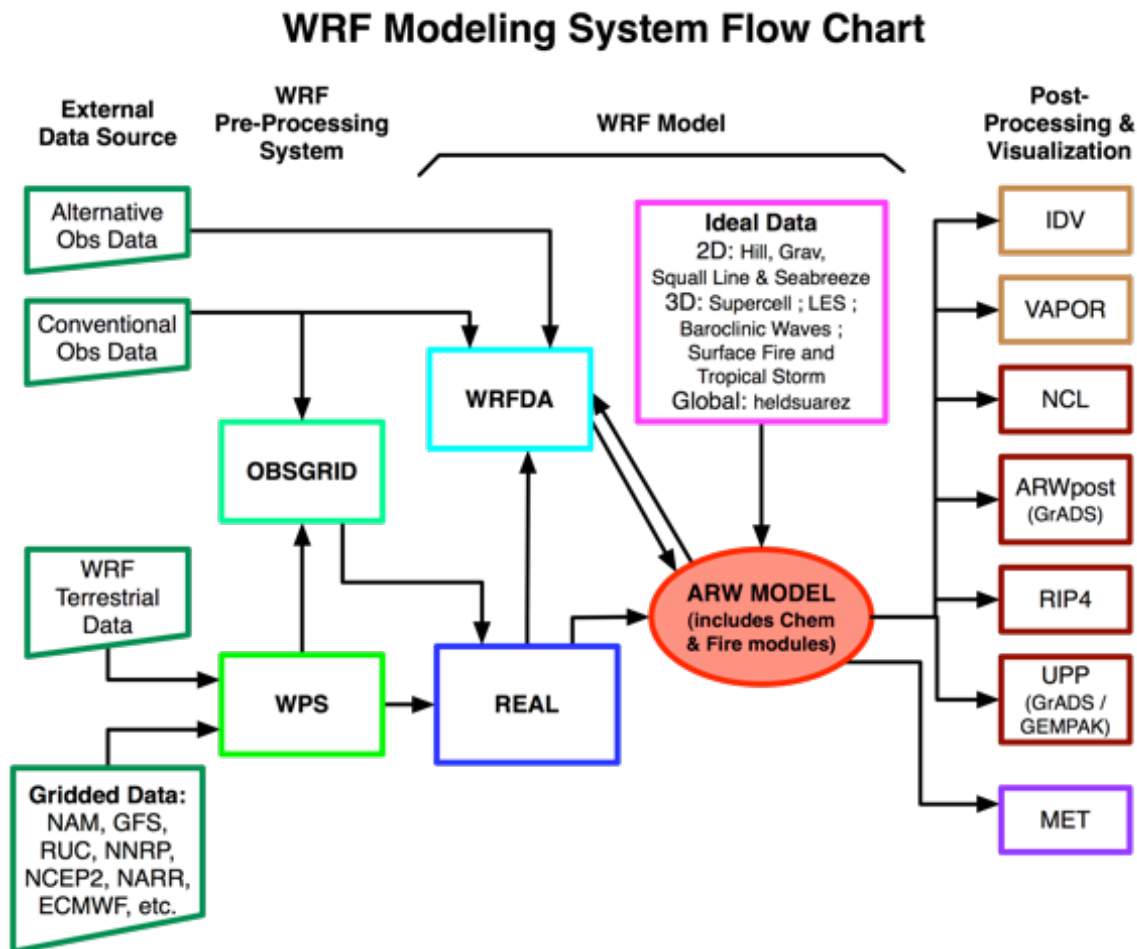 WRF Modeling System Flow Chart
External
Data Source
WRF
Pre-Processing
System
WRF Model
Post-
Processing &
Visualization
Alternative
Obs Data
Conventional
Obs Data
WRF
Terrestrial
Data
Gridded Data:
NAM, GFS,
RUC, NNRP,
NCEP2, NARR,
ECMWF, etc.
OBSGRID
WPS
WRFDA
REAL
Ideal Data
2D: Hill, Grav,
Squall Line & Seabreeze
3D: Supercell ; LES ;
Baroclinic Waves ;
Surface Fire and
Tropical Storm
Global: heldsuarez
ARW MODEL
(includes Chem
& Fire modules)
IDV
VAPOR
NCL
ARWpost
(GrADS)
RIP4
UPP
(GrADS /
GEMPAK)
MET